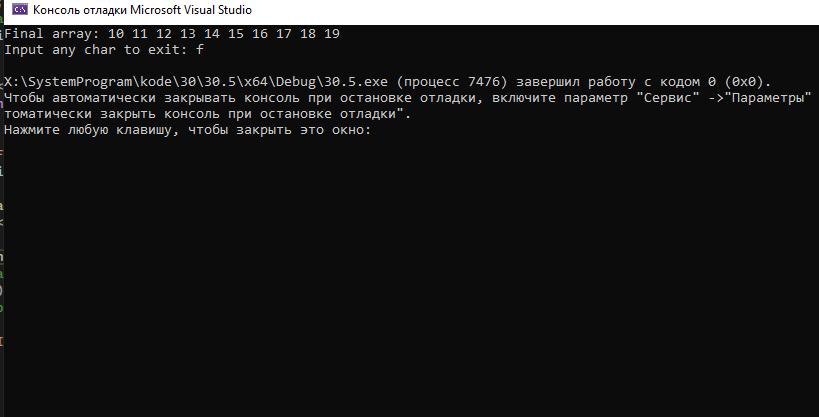 Консоль отладки Microsoft Visual Studio
Final array: 10 11 12 13 14 15 16 17 18 19
Input any char to exit: f
X:\SystemProgram\kode\30\30.5\x64\Debug\30.5.exe (процесс 7476) завершил работу с кодом 0 (0x0).
Чтобы автоматически закрывать консоль при остановке отладки, включите параметр "Сервис" ->"Параметры"
томатически закрыть консоль при остановке отладки".
Нажмите любую клавишу, чтобы закрыть это окно: